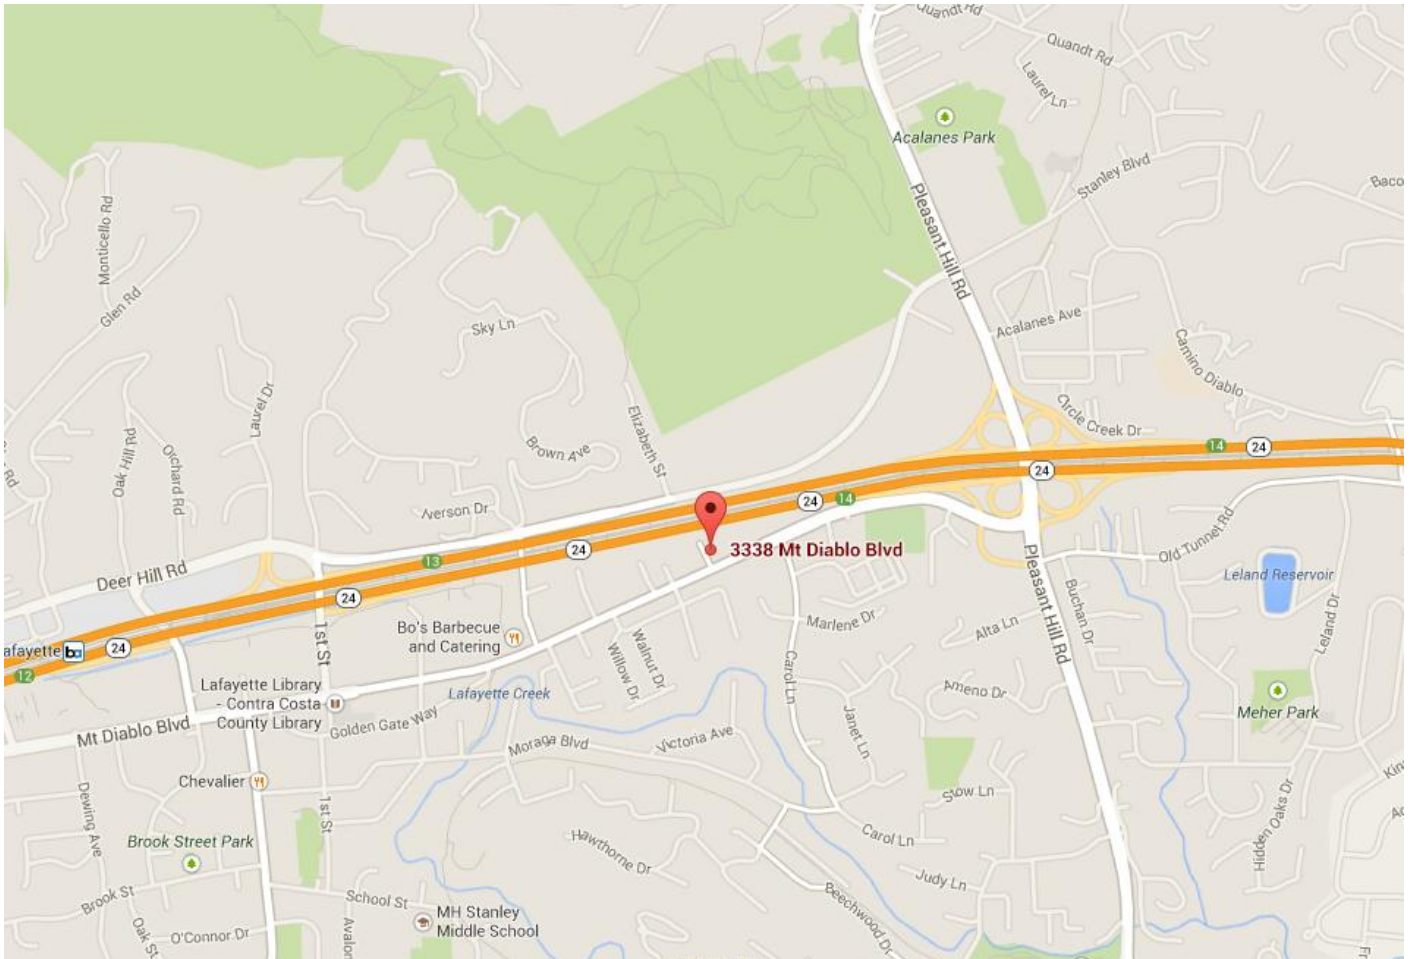 Quandt Rd
Quandt Rd
Laurel Ln
Acalanes Park
Stanley Blvd
Baco
Pleasant Hill Rd
Monticello Rd
Glen Rd
Sky Ln
Acalanes Ave
Camino Diablo
Laurel Dr
Elizabeth St
Circle Creek Dr
Oak Hill Rd
Orchard Rd
Brown Ave
Rd
14
24
24
24
14
Averson Dr
3338 Mt Diablo Blvd
Old Tunnel Rd
24
13
Deer Hill Rd
Leland Reservoir
24
Pleasant Hill Rd
Buchan Dr
Leland Dr
Marlene Dr
Alta Ln
1st St
Bo's Barbecue
and Catering
Walnut Dr
Willow Dr
afayette
24
12
Carol Ln
Lafayette Library
- Contra Costa
County Library
Lafayette Creek
Ameno Dr
Meher Park
Mt Diablo Blvd
Golden Gate Way
Janet Ln
Moraga Blvd
Victoria Ave
Chevalier
Dewing Ave
1st St
Stow Ln
Hidden Oaks Dr
Brook Street Park
Hawthorne Dr
Carol Ln
Judy Ln
Brook St
School St
MH Stanley
Middle School
Beechwood Dr
Oak St
O'Connor Dr
Avalon